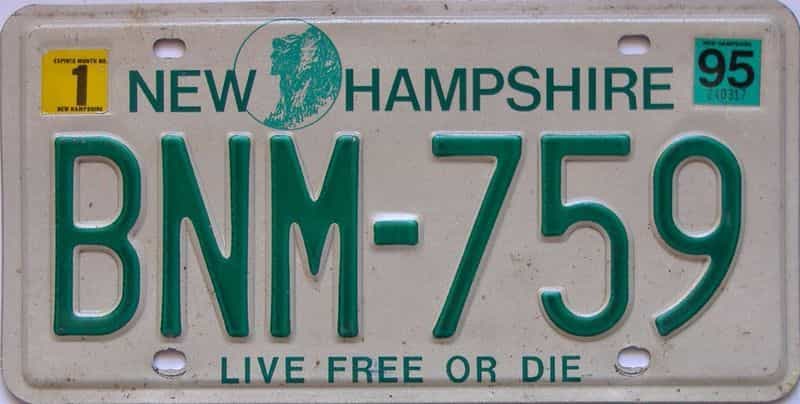 EXPIRES MONTH NO.
1
NEW HAMPSHIRE
NEW HAMPSHIRE
NEW HAMPSHIRE
95
BNM-759
LIVE FREE OR DIE